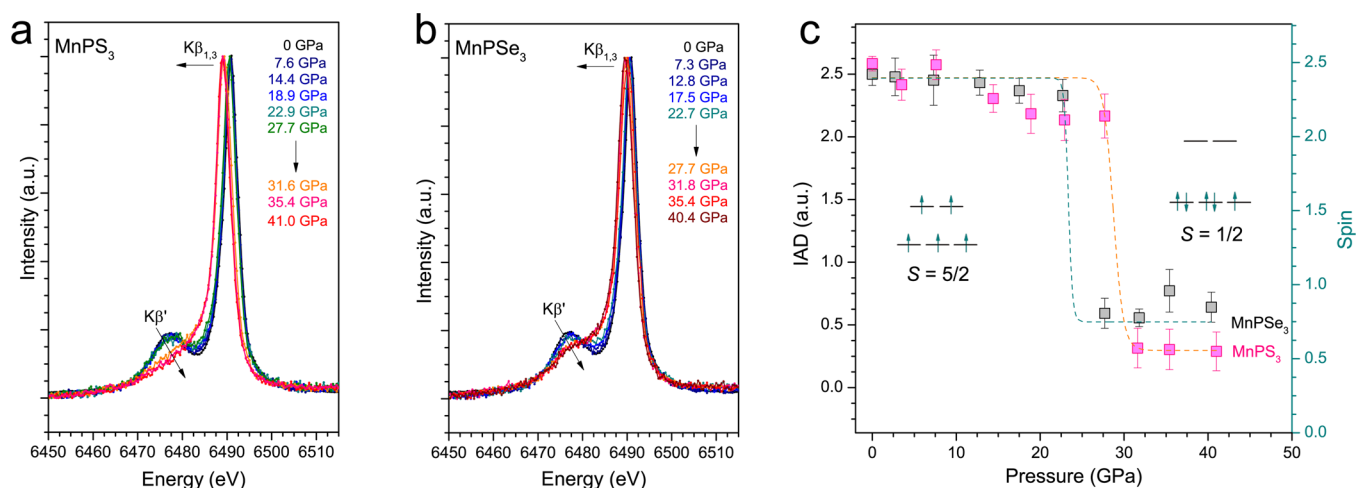 a
MnPS₃
Kβ₁,₃
0 GPa
7.6 GPa
14.4 GPa
18.9 GPa
22.9 GPa
27.7 GPa
31.6 GPa
35.4 GPa
41.0 GPa
Kβ'
Intensity (a.u.)
6450 6460 6470 6480 6490 6500 6510
Energy (eV)
b
MnPSe₃
Kβ₁,₃
0 GPa
7.3 GPa
12.8 GPa
17.5 GPa
22.7 GPa
27.7 GPa
31.8 GPa
35.4 GPa
40.4 GPa
Kβ'
Intensity (a.u.)
6450 6460 6470 6480 6490 6500 6510
Energy (eV)
c
2.5
2.0
1.5
1.0
0.5
0.0
IAD (a.u.)
S = 5/2
S = 1/2
MnPSe₃
MnPS₃
2.5
2.0
1.5
1.0
0.5
0.0
Spin
0 10 20 30 40 50
Pressure (GPa)